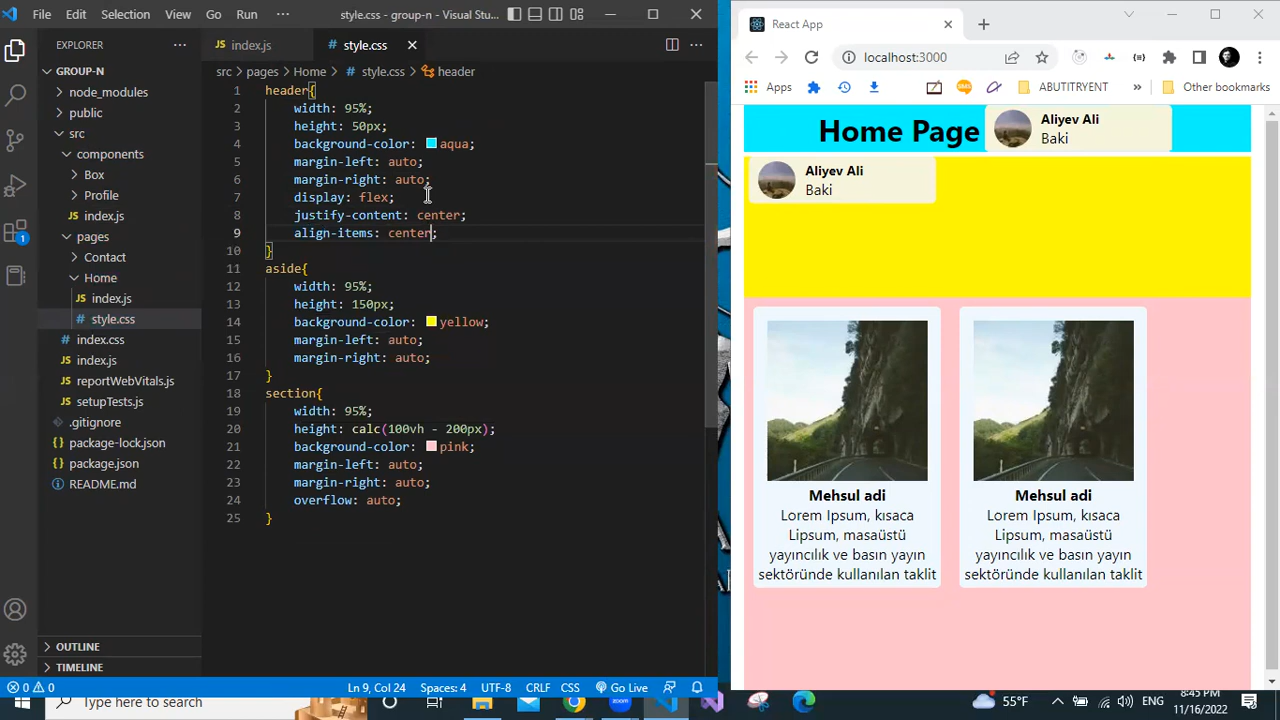 File Edit Selection View Go Run ··· style.css - group-n - Visual Stu...
EXPLORER
GROUP-N
node_modules
public
src
components
Box
Profile
index.js
pages
Contact
Home
index.js
style.css
index.css
index.js
reportWebVitals.js
setupTests.js
.gitignore
package-lock.json
package.json
README.md
OUTLINE
TIMELINE
1
index.js style.css
src > pages > Home > style.css > header
1 header{
2 width: 95%;
3 height: 50px;
4 background-color: aqua;
5 margin-left: auto;
6 margin-right: auto;
7 display: flex;
8 justify-content: center;
9 align-items: center;
10 }
11 aside{
12 width: 95%;
13 height: 150px;
14 background-color: yellow;
15 margin-left: auto;
16 margin-right: auto;
17 }
18 section{
19 width: 95%;
20 height: calc(100vh - 200px);
21 background-color: pink;
22 margin-left: auto;
23 margin-right: auto;
24 overflow: auto;
25 }
0 0 Ln 9, Col 24 Spaces: 4 UTF-8 CRLF CSS Go Live
React App
localhost:3000
Apps ABUTITRYENT » Other bookmarks
Home Page
Aliyev Ali
Baki
Aliyev Ali
Baki
Mehsul adi
Lorem Ipsum, kısaca
Lipsum, masaüstü
yayıncılık ve basın yayın
sektöründe kullanılan taklit
Mehsul adi
Lorem Ipsum, kısaca
Lipsum, masaüstü
yayıncılık ve basın yayın
sektöründe kullanılan taklit
Type here to search
zoom
55°F
ENG
8:45 PM
11/16/2022